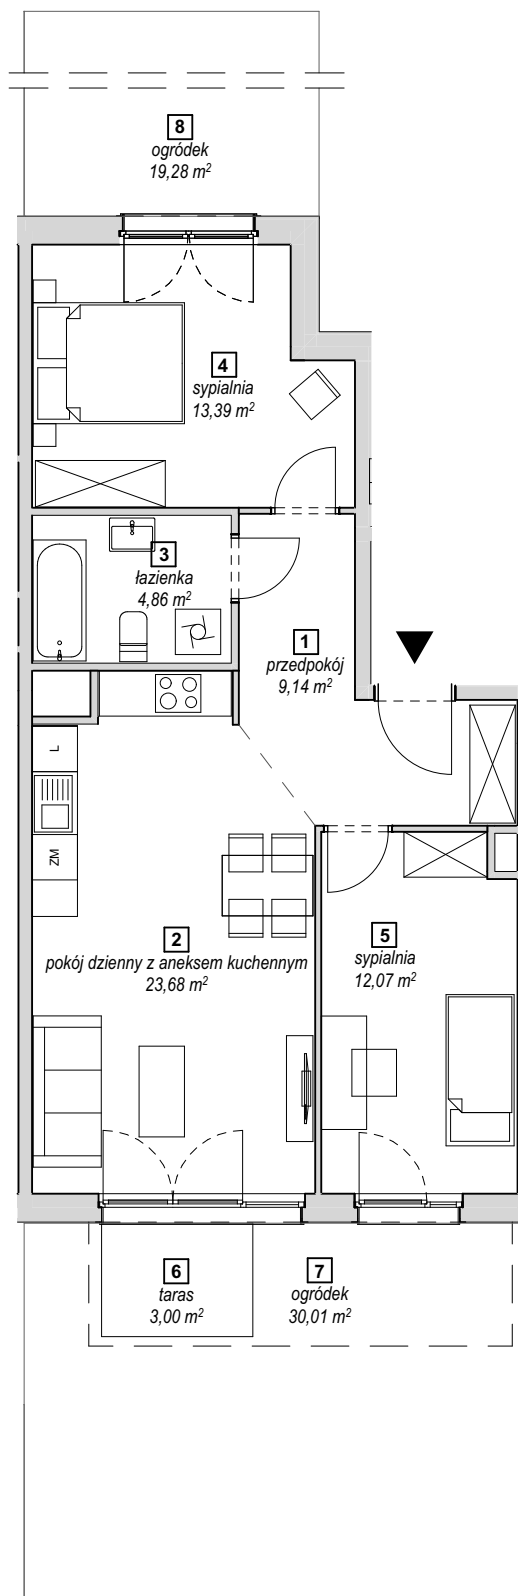 8
ogródek
19,28 m²
4
sypialnia
13,39 m²
3
łazienka
4,86 m²
1
przedpokój
9,14 m²
L
ZM
2
pokój dzienny z aneksem kuchennym
23,68 m²
5
sypialnia
12,07 m²
6
taras
3,00 m²
7
ogródek
30,01 m²